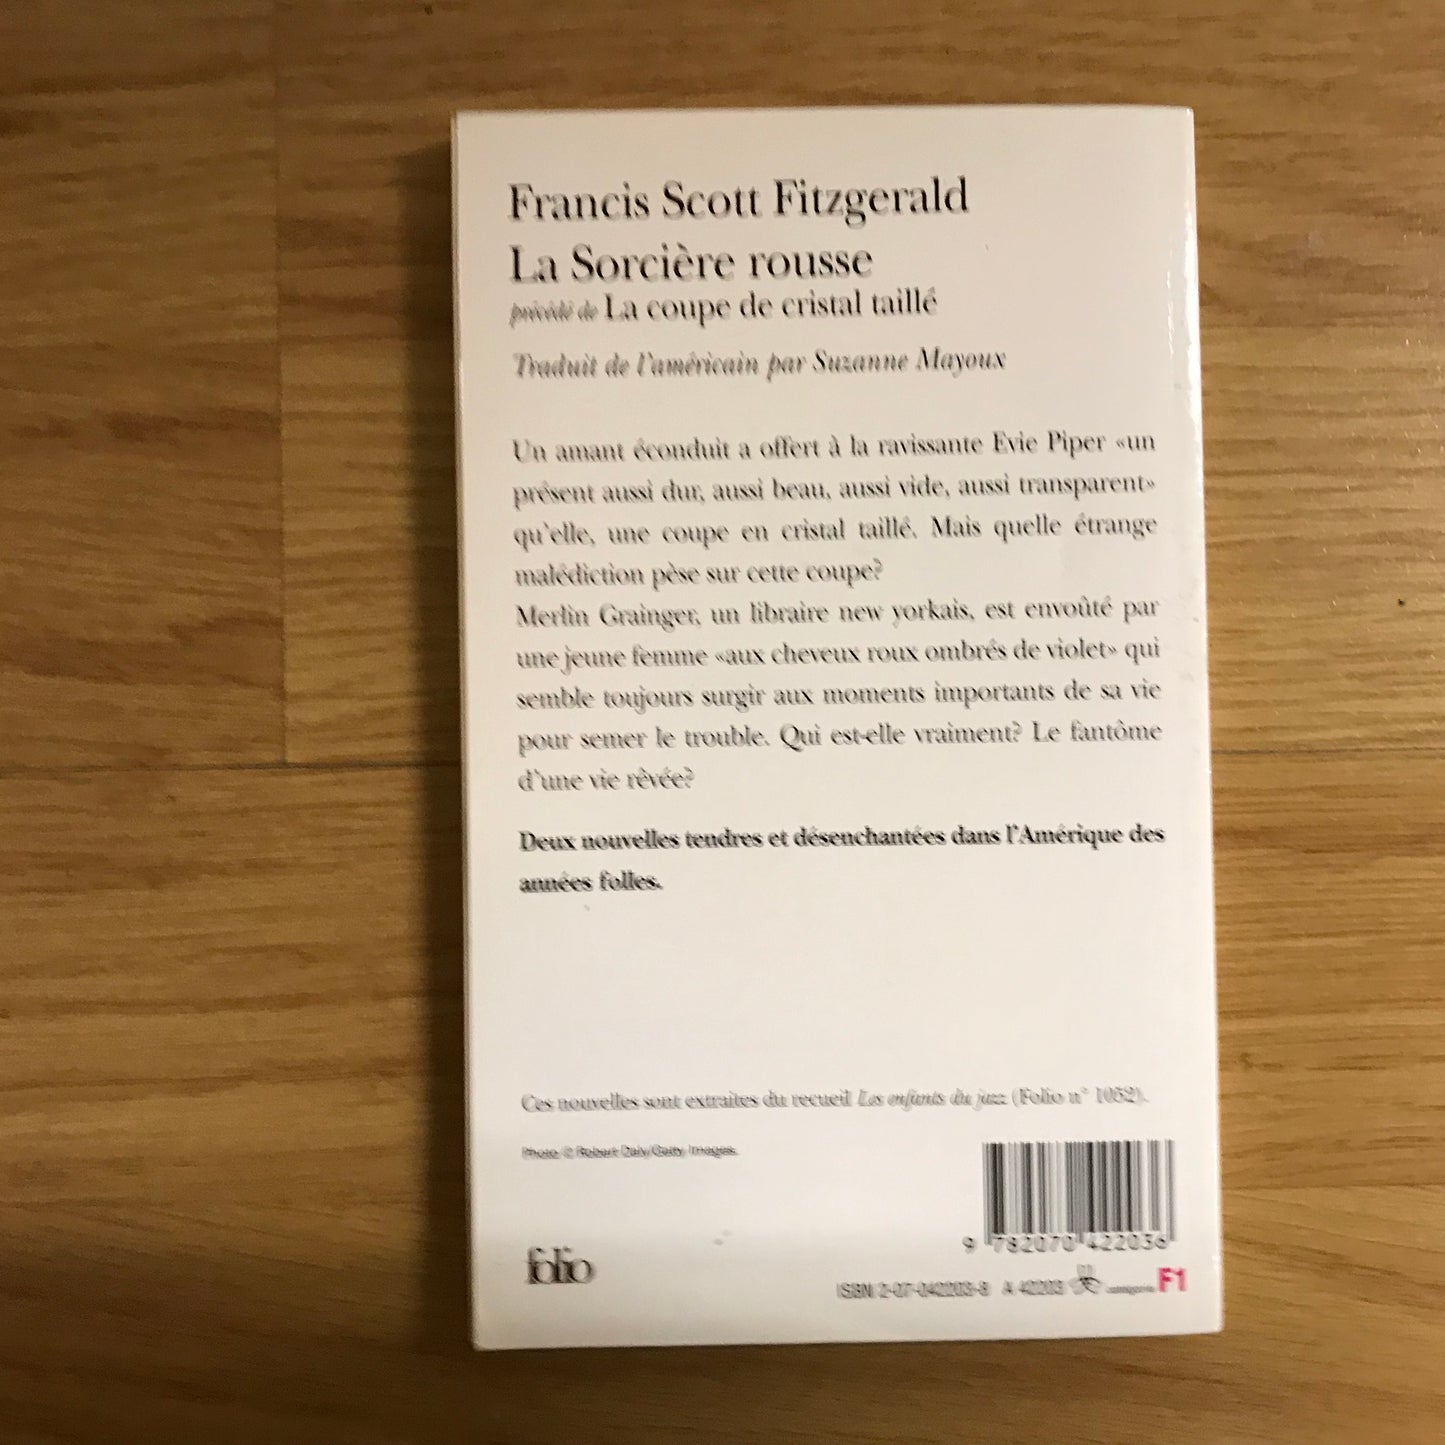 Francis Scott Fitzgerald
La Sorcière rousse
précédé de La coupe de cristal taillé
Traduit de l'américain par Suzanne Mayoux
Un amant éconduit a offert à la ravissante Evie Piper «un
présent aussi dur, aussi beau, aussi vide, aussi transparent»
qu'elle, une coupe en cristal taillé. Mais quelle étrange
malédiction pèse sur cette coupe?
Merlin Grainger, un libraire new yorkais, est envoûté par
une jeune femme «aux cheveux roux ombrés de violet» qui
semble toujours surgir aux moments importants de sa vie
pour semer le trouble. Qui est-elle vraiment? Le fantôme
d'une vie rêvée?
Deux nouvelles tendres et désenchantées dans l'Amérique des
années folles.
Ces nouvelles sont extraites du recueil Les enfants du jazz (Folio n° 1052).
Photo © Robert Daly/Getty Images.
9 782070 422036
folio
ISBN 2-07-042203-8 A 42203 catégorie F1